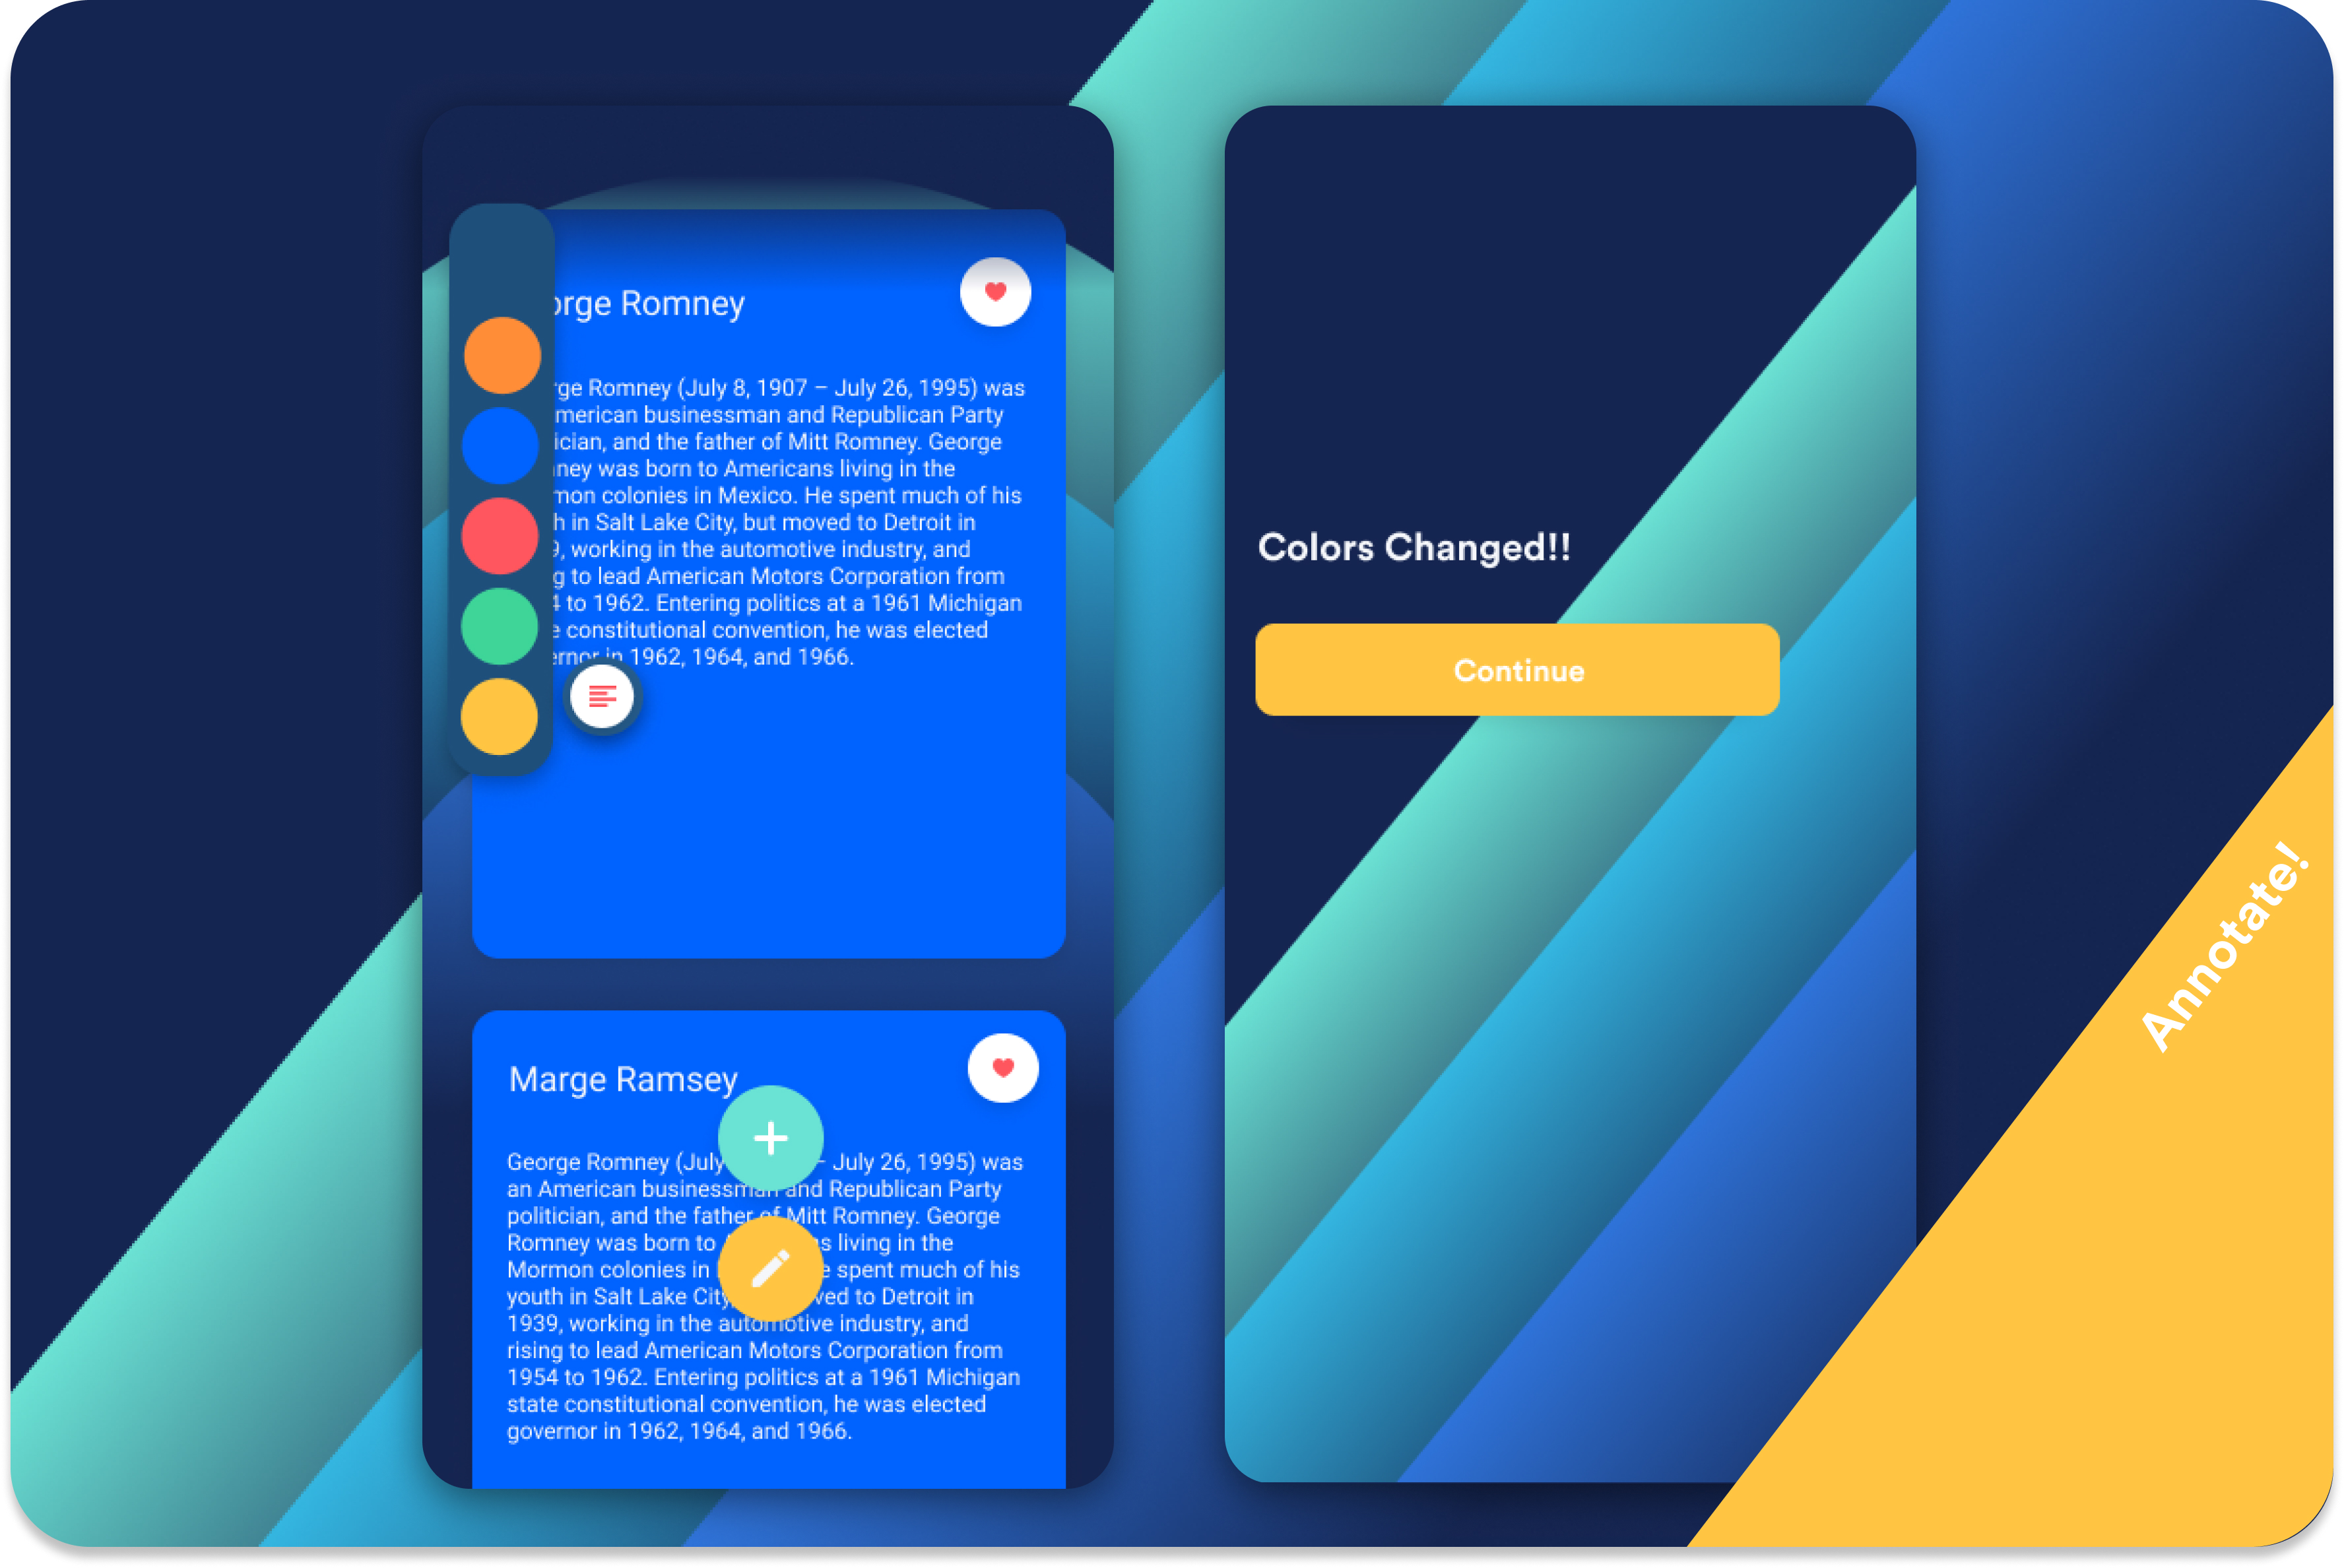 orge Romney
rge Romney (July 8, 1907 – July 26, 1995) was
merican businessman and Republican Party
ician, and the father of Mitt Romney. George
ney was born to Americans living in the
mon colonies in Mexico. He spent much of his
h in Salt Lake City, but moved to Detroit in
9, working in the automotive industry, and
g to lead American Motors Corporation from
4 to 1962. Entering politics at a 1961 Michigan
e constitutional convention, he was elected
ernor in 1962, 1964, and 1966.
Marge Ramsey
George Romney (July – July 26, 1995) was
an American businessman and Republican Party
politician, and the father of Mitt Romney. George
Romney was born to living in the
Mormon colonies in spent much of his
youth in Salt Lake City, to Detroit in
1939, working in the automotive industry, and
rising to lead American Motors Corporation from
1954 to 1962. Entering politics at a 1961 Michigan
state constitutional convention, he was elected
governor in 1962, 1964, and 1966.
Colors Changed!!
Continue
Annotate!